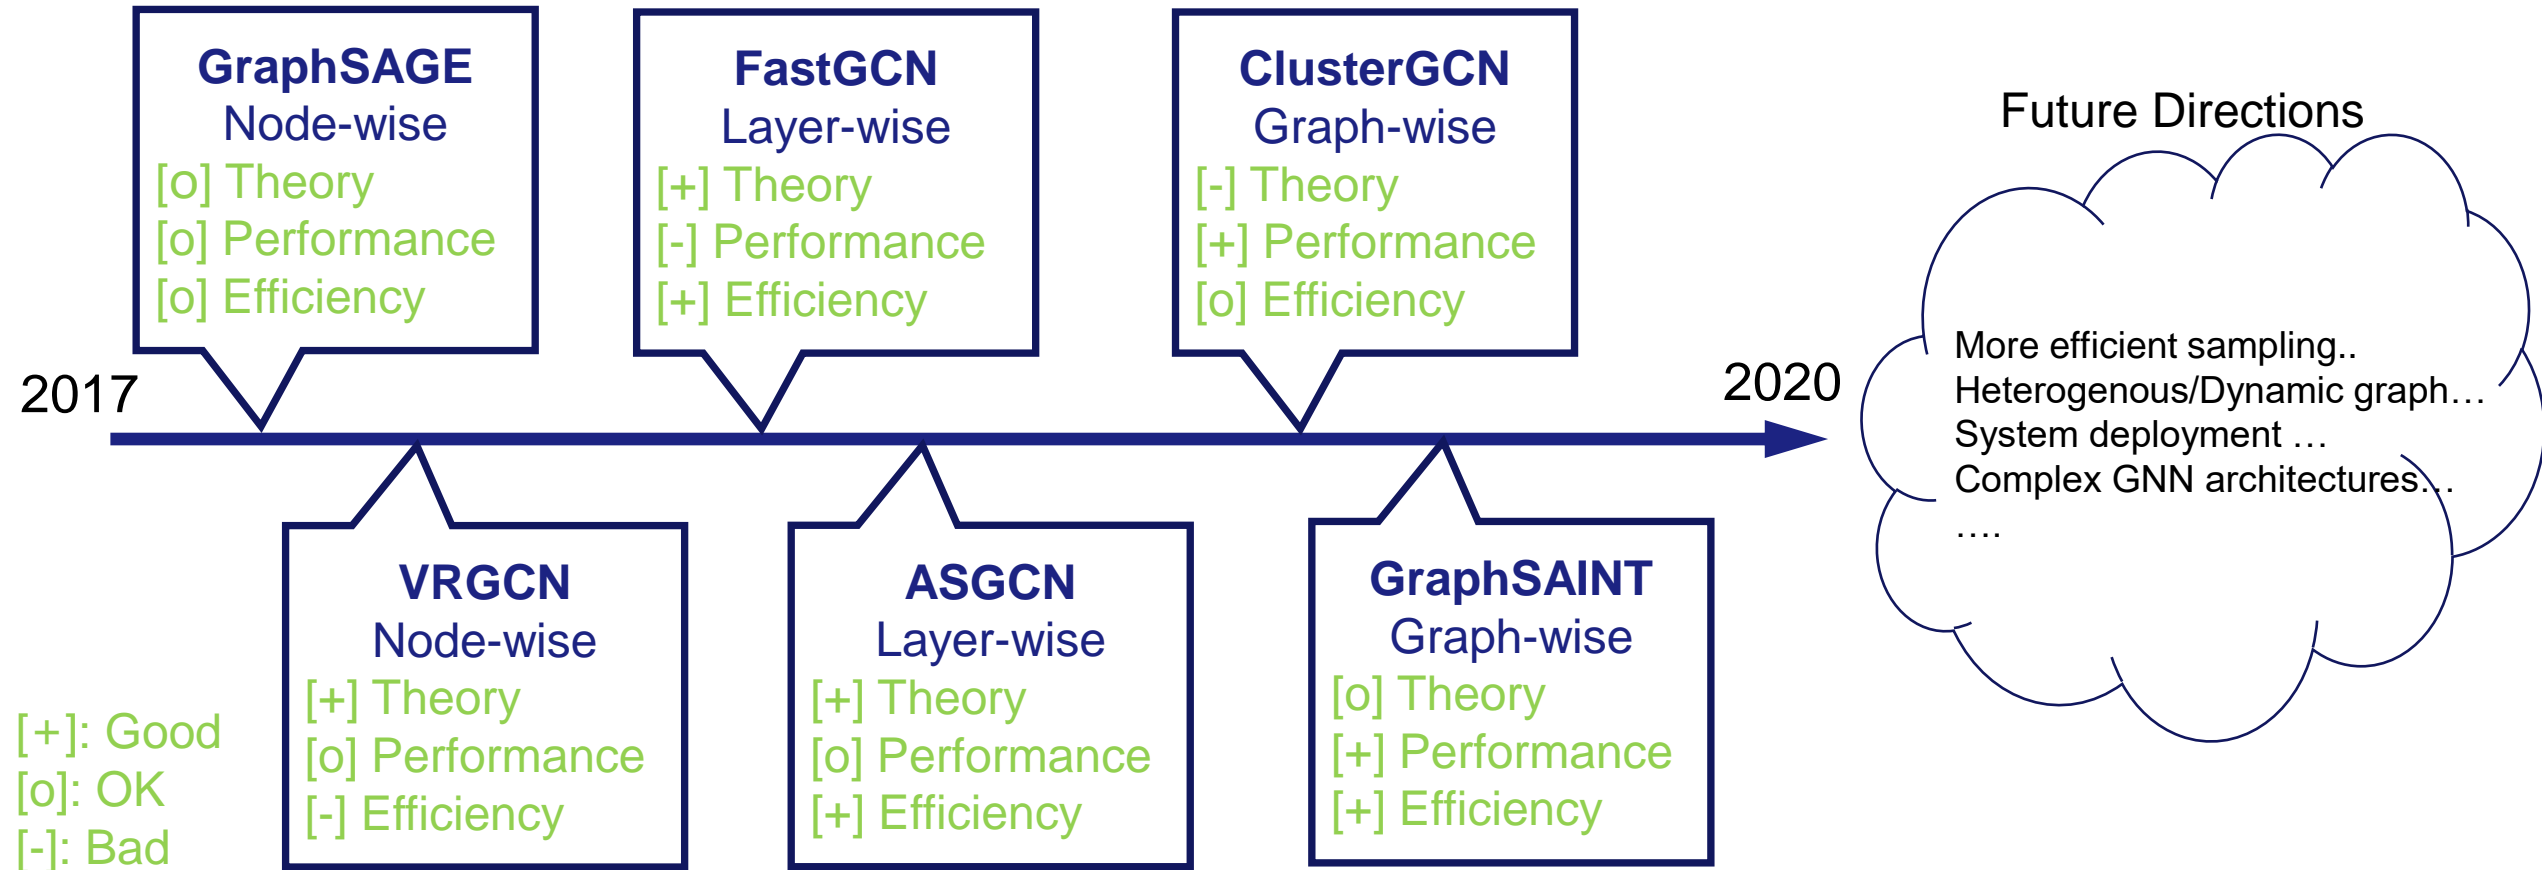 GraphSAGE
Node-wise
[o] Theory
[o] Performance
[o] Efficiency
FastGCN
Layer-wise
[+] Theory
[-] Performance
[+] Efficiency
ClusterGCN
Graph-wise
[-] Theory
[+] Performance
[o] Efficiency
Future Directions
More efficient sampling..
Heterogenous/Dynamic graph...
System deployment ...
Complex GNN architectures...
....
2017
2020
VRGCN
Node-wise
[+] Theory
[o] Performance
[-] Efficiency
ASGCN
Layer-wise
[+] Theory
[o] Performance
[+] Efficiency
GraphSAINT
Graph-wise
[o] Theory
[+] Performance
[+] Efficiency
[+]: Good
[o]: OK
[-]: Bad